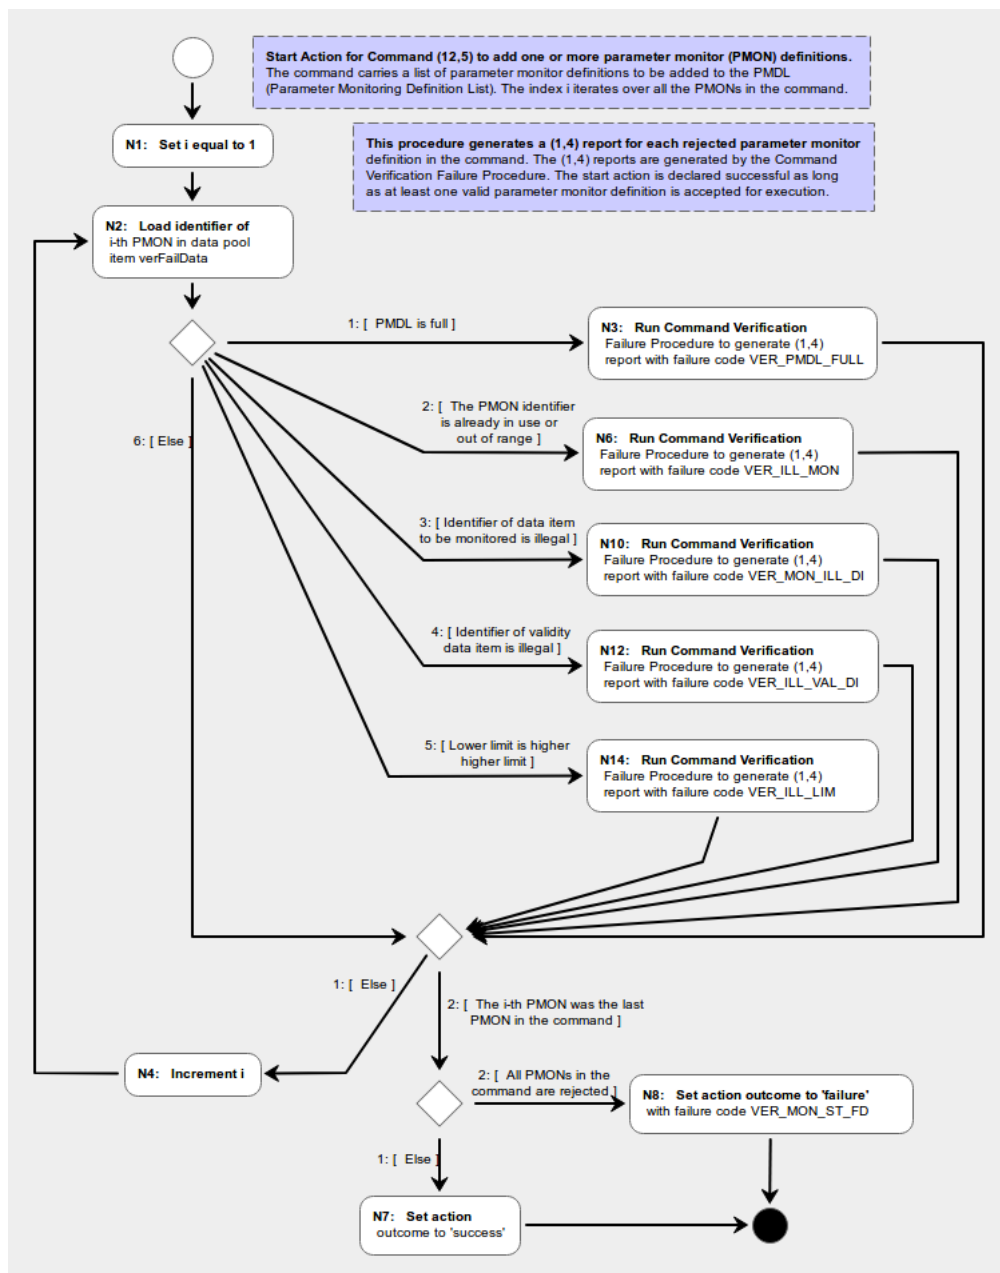 Start Action for Command (12,5) to add one or more parameter monitor (PMON) definitions.
The command carries a list of parameter monitor definitions to be added to the PMDL
(Parameter Monitoring Definition List). The index i iterates over all the PMONs in the command.
N1: Set i equal to 1
This procedure generates a (1,4) report for each rejected parameter monitor
definition in the command. The (1,4) reports are generated by the Command
Verification Failure Procedure. The start action is declared successful as long
as at least one valid parameter monitor definition is accepted for execution.
N2: Load identifier of
i-th PMON in data pool
item verFailData
1: [ PMDL is full ]
N3: Run Command Verification
Failure Procedure to generate (1,4)
report with failure code VER_PMDL_FULL
2: [ The PMON identifier
is already in use or
out of range ]
N6: Run Command Verification
Failure Procedure to generate (1,4)
report with failure code VER_ILL_MON
6: [ Else ]
3: [ Identifier of data item
to be monitored is illegal ]
N10: Run Command Verification
Failure Procedure to generate (1,4)
report with failure code VER_MON_ILL_DI
4: [ Identifier of validity
data item is illegal ]
N12: Run Command Verification
Failure Procedure to generate (1,4)
report with failure code VER_ILL_VAL_DI
5: [ Lower limit is higher
higher limit ]
N14: Run Command Verification
Failure Procedure to generate (1,4)
report with failure code VER_ILL_LIM
1: [ Else ]
2: [ The i-th PMON was the last
PMON in the command ]
N4: Increment i
2: [ All PMONs in the
command are rejected ]
N8: Set action outcome to 'failure'
with failure code VER_MON_ST_FD
1: [ Else ]
N7: Set action
outcome to 'success'